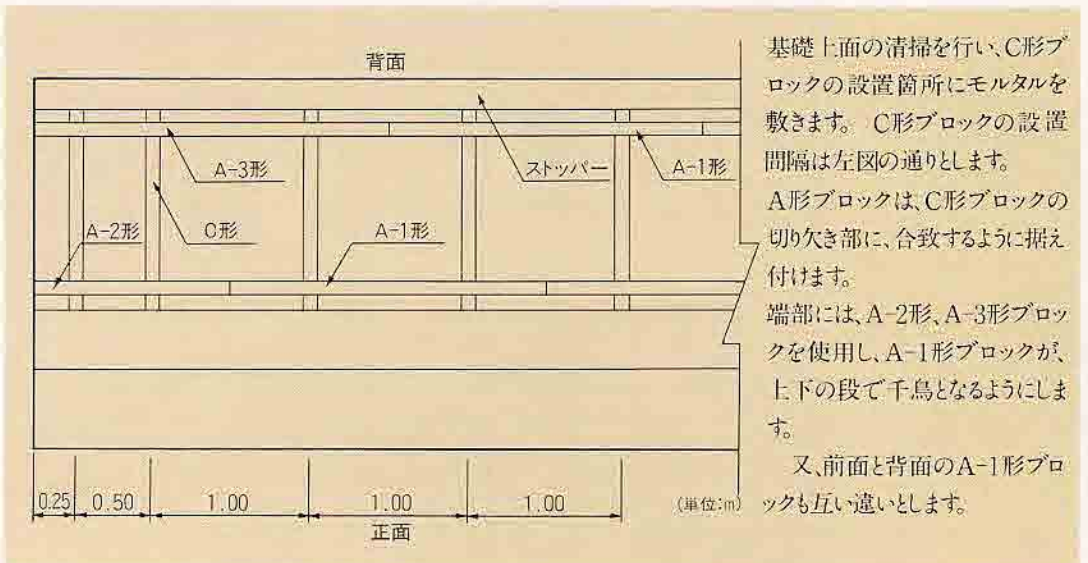 背面
A-3形
ストッパー
A-1形
A-2形
C形
A-1形
0.25
0.50
1.00
1.00
1.00
(単位:m)
正面
基礎上面の清掃を行い、C形ブ
ロックの設置箇所にモルタルを
敷きます。 C形ブロックの設置
間隔は左図の通りとします。
A形ブロックは、C形ブロックの
切り欠き部に、合致するように据え
付けます。
端部には、A-2形、A-3形ブロッ
クを使用し、A-1形ブロックが、
上下の段で千鳥となるようにしま
す。
又、前面と背面のA-1形ブロ
ックも互い違いとします。